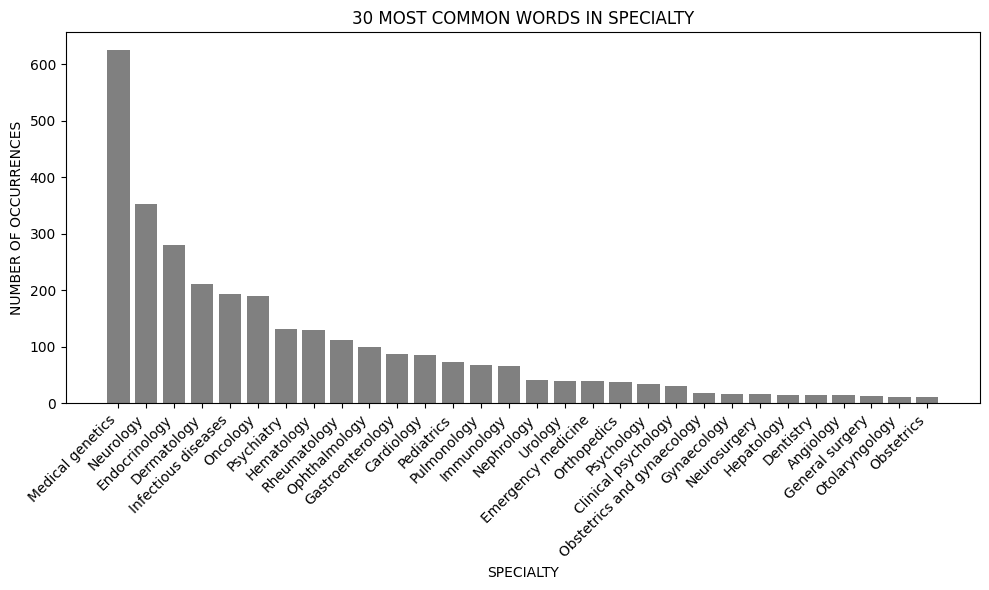 30 MOST COMMON WORDS IN SPECIALTY
NUMBER OF OCCURRENCES
600
500
400
300
200
100
0
Medical genetics
Neurology
Endocrinology
Dermatology
Infectious diseases
Oncology
Psychiatry
Hematology
Rheumatology
Ophthalmology
Gastroenterology
Cardiology
Pediatrics
Pulmonology
Immunology
Nephrology
Urology
Emergency medicine
Orthopedics
Psychology
Clinical psychology
Obstetrics and gynaecology
Gynaecology
Neurosurgery
Hepatology
Dentistry
Angiology
General surgery
Otolaryngology
Obstetrics
SPECIALTY